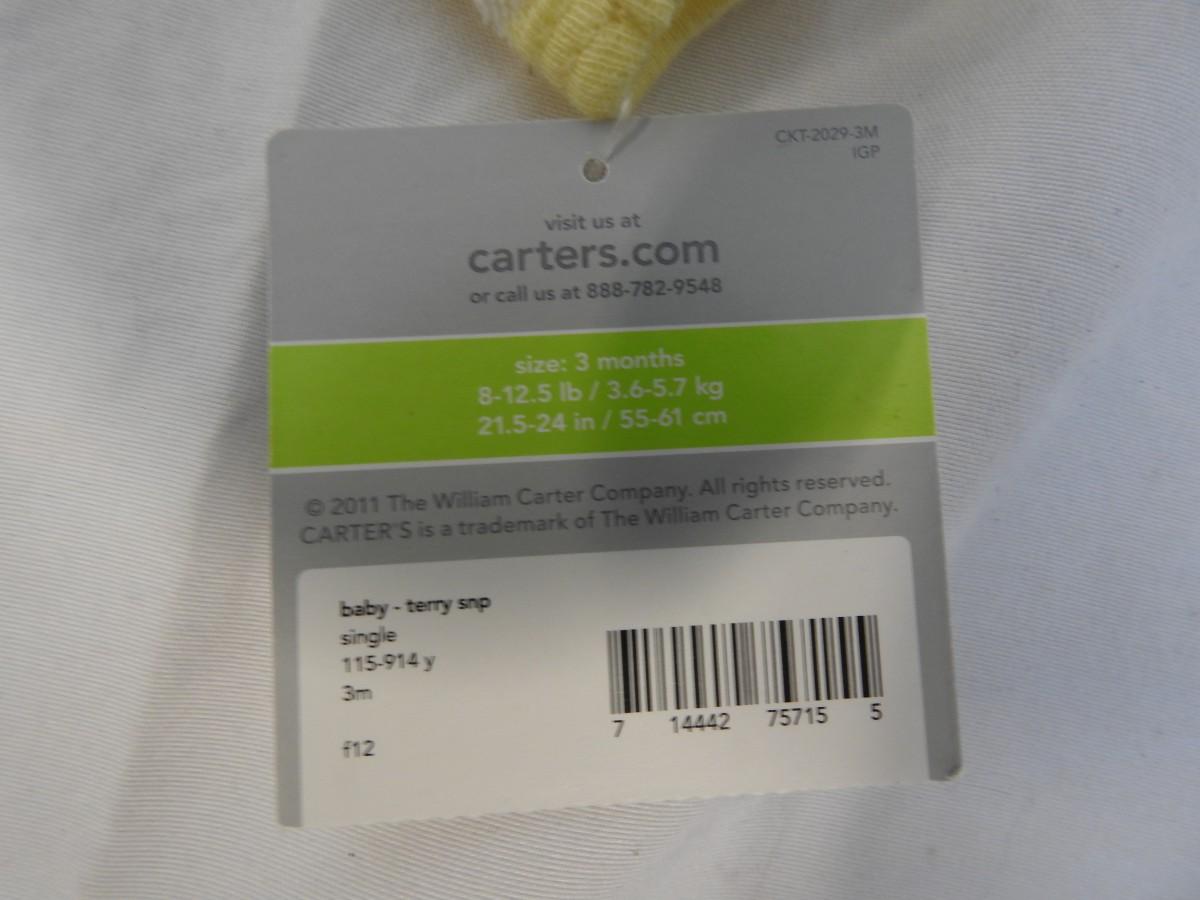 CKT-2029-3M
IGP
visit us at
carters.com
or call us at 888-782-9548
size: 3 months
8-12.5 lb / 3.6-5.7 kg
21.5-24 in / 55-61 cm
© 2011 The William Carter Company. All rights reserved.
CARTER'S is a trademark of The William Carter Company.
baby - terry snp
single
115-914 y
3m
f12
7 14442 75715 5